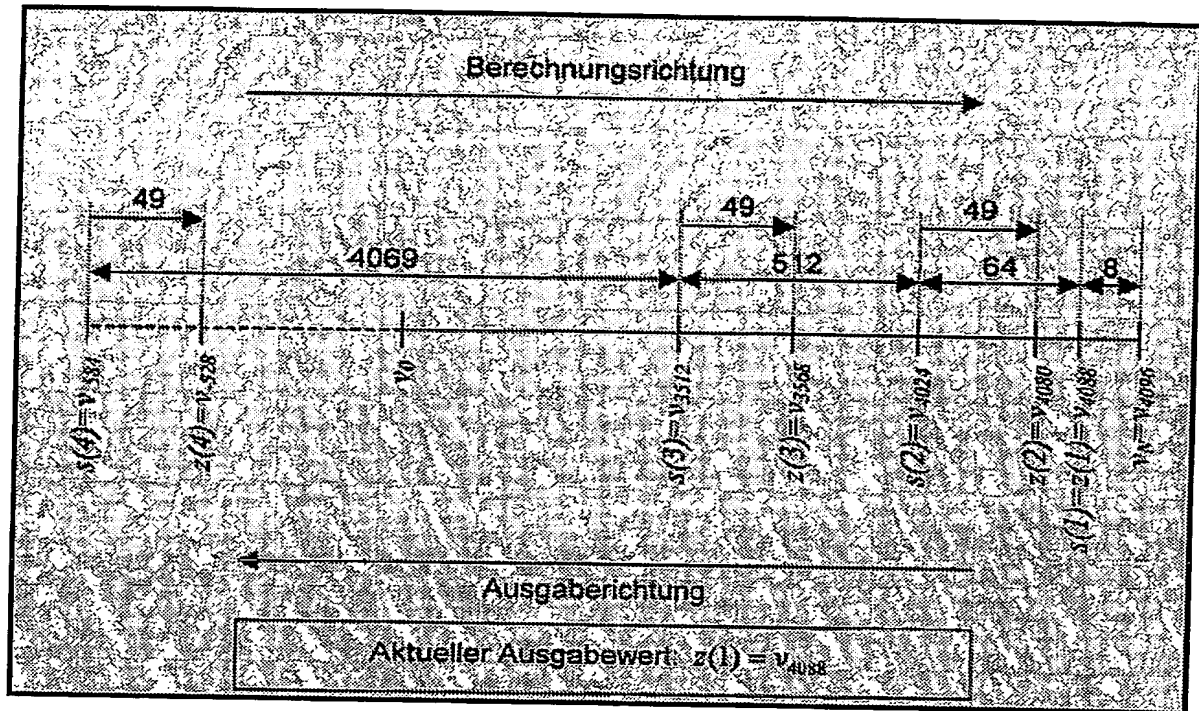 Berechnungsrichtung
49 49 49
4069 512 64 8
s(4)=v-584
z(4)=v-528
v0
s(3)=v3512
z(3)=v3568
s(2)=v4024
z(2)=v4080
s(1)=z(1)=v4088
vN=v4096
Ausgaberichtung
Aktueller Ausgabewert: z(1) = v4088